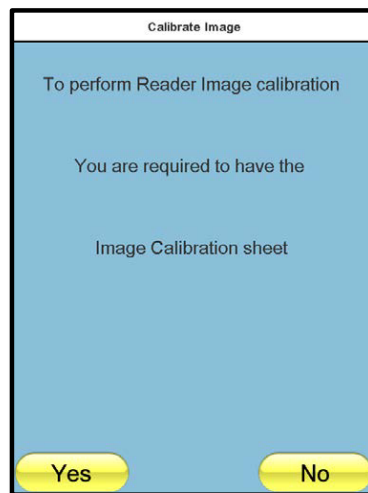 Calibrate Image
To perform Reader Image calibration
You are required to have the
Image Calibration sheet
Yes
No